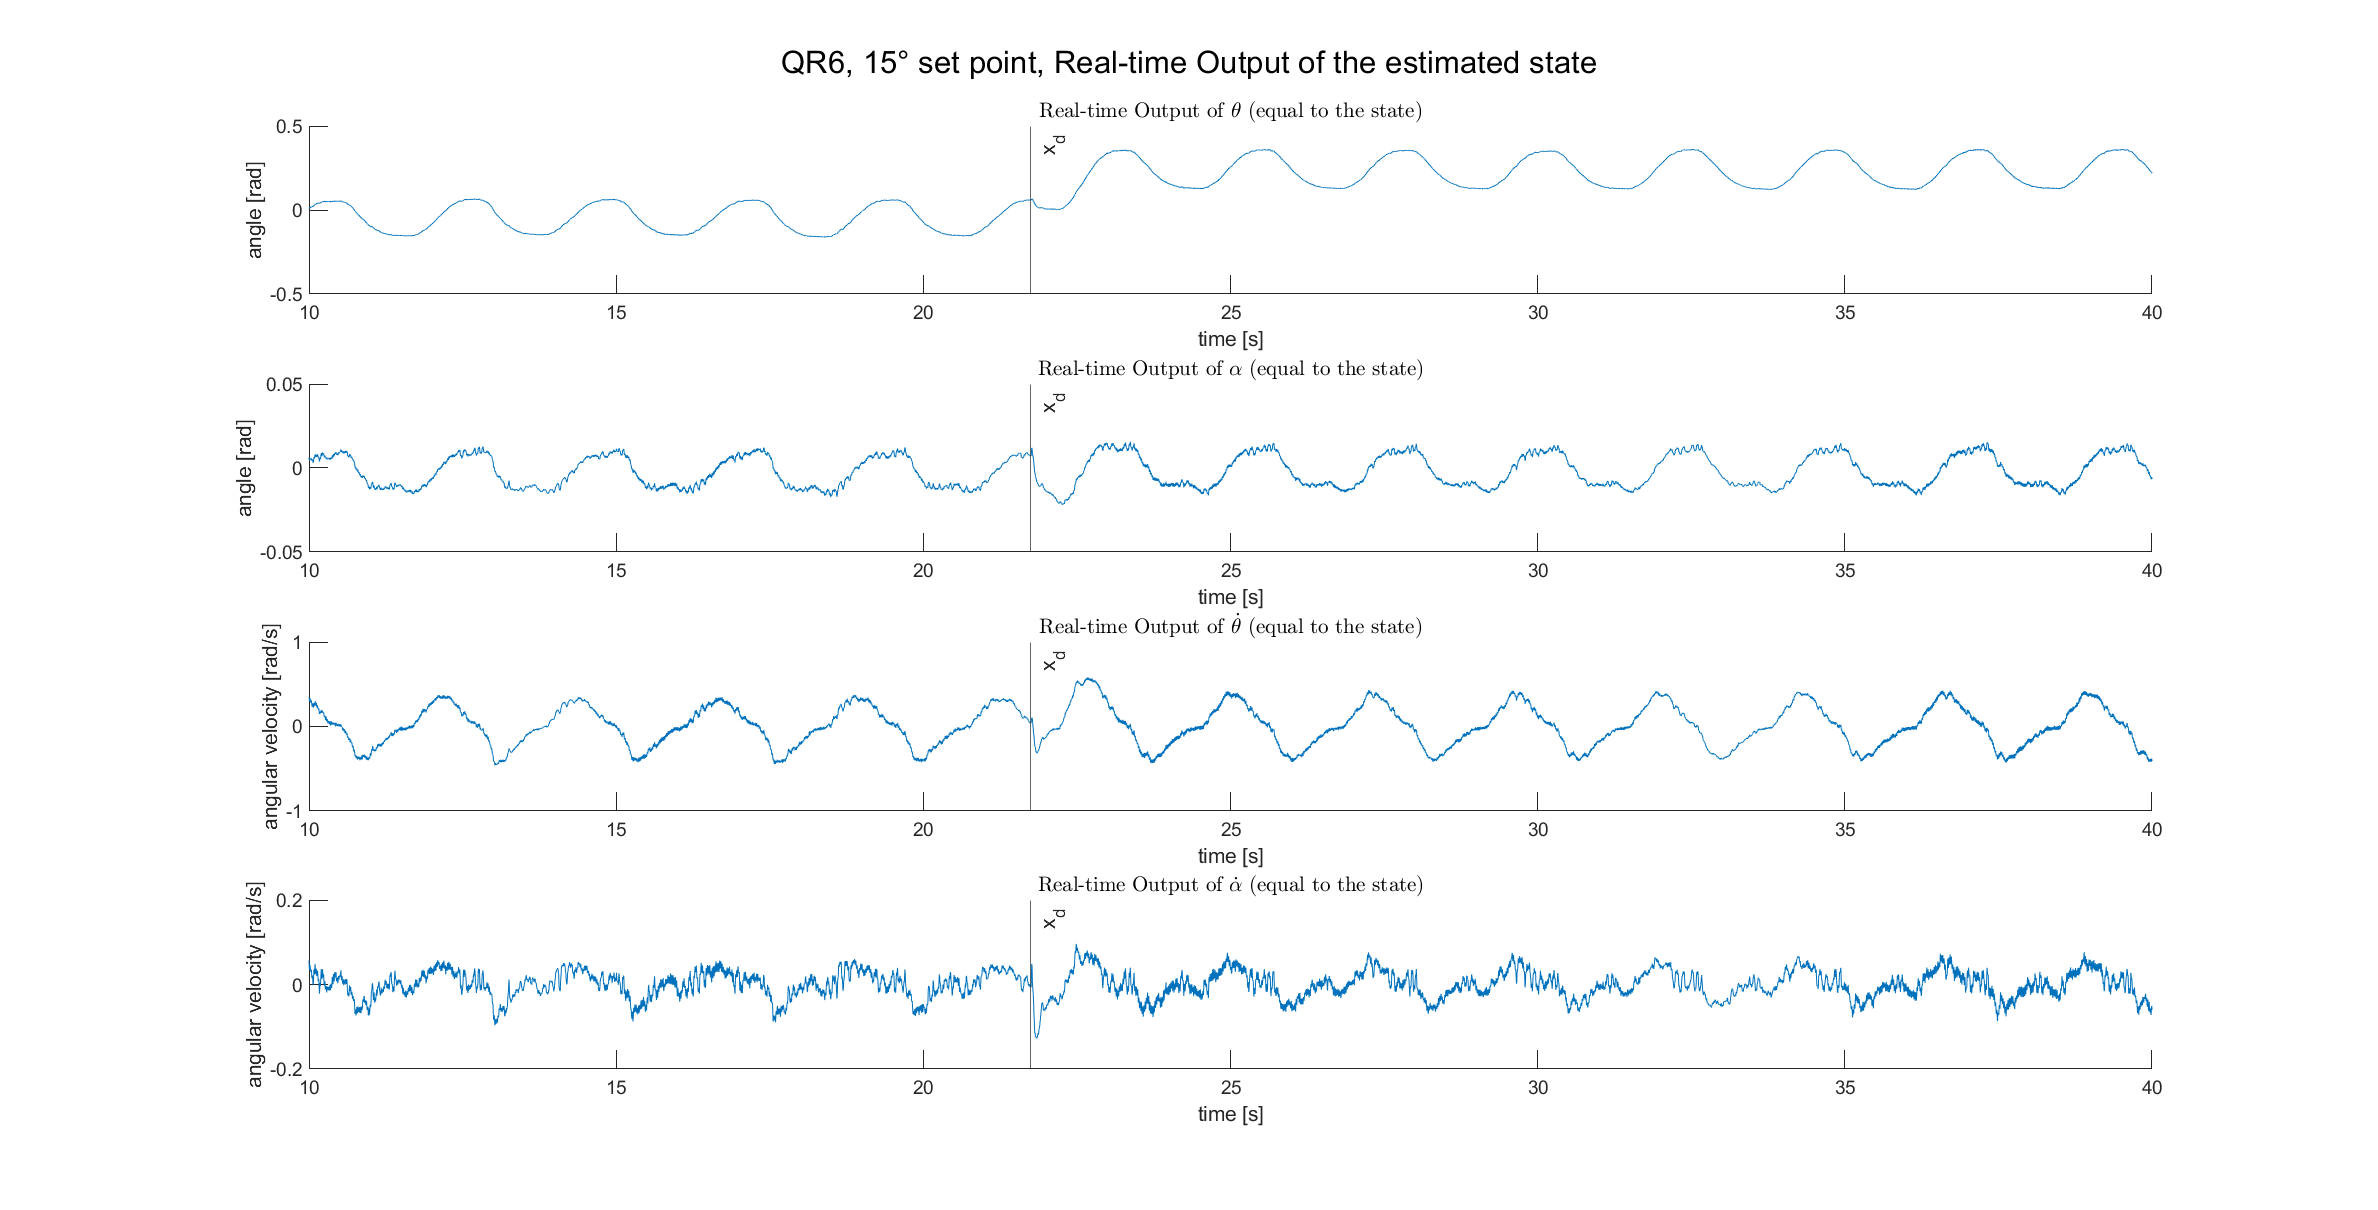 QR6, 15° set point, Real-time Output of the estimated state
Real-time Output of θ (equal to the state)
0.5
0
-0.5
angle [rad]
x_d
10 15 20 25 30 35 40
time [s]
Real-time Output of α (equal to the state)
0.05
0
-0.05
angle [rad]
x_d
10 15 20 25 30 35 40
time [s]
Real-time Output of θ̇ (equal to the state)
1
0
-1
angular velocity [rad/s]
x_d
10 15 20 25 30 35 40
time [s]
Real-time Output of α̇ (equal to the state)
0.2
0
-0.2
angular velocity [rad/s]
x_d
10 15 20 25 30 35 40
time [s]